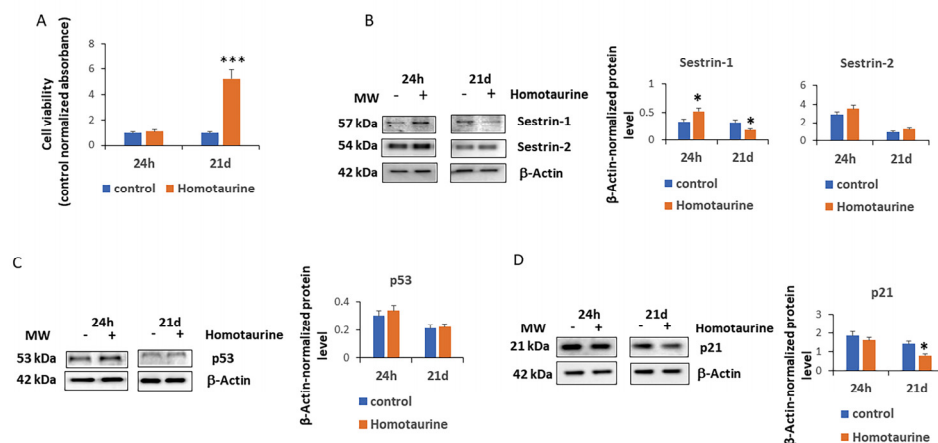 A
Cell viability
(control normalized absorbance)
8
6
4
2
0
***
24h
21d
control
Homotaurine
B
24h
21d
MW
-
+
-
+
Homotaurine
57 kDa
Sestrin-1
54 kDa
Sestrin-2
42 kDa
β-Actin
β-Actin-normalized protein
level
Sestrin-1
1
0.5
0
*
*
24h
21d
control
Homotaurine
Sestrin-2
6
4
2
0
24h
21d
control
Homotaurine
C
24h
21d
MW
-
+
-
+
Homotaurine
53 kDa
p53
42 kDa
β-Actin
β-Actin-normalized protein
level
p53
0.4
0.2
0
24h
21d
control
Homotaurine
D
24h
21d
MW
-
+
-
+
Homotaurine
21 kDa
p21
42 kDa
β-Actin
β-Actin-normalized protein
level
p21
3
2
1
0
*
24h
21d
control
Homotaurine